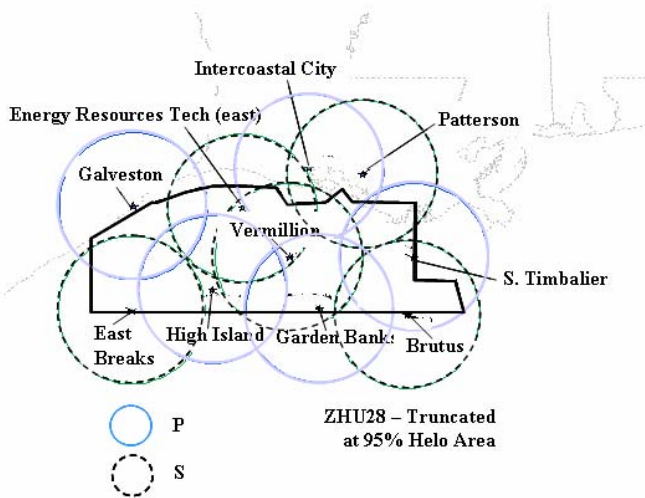 Intercoastal City
Energy Resources Tech (east)
Patterson
Galveston
Vermillion
S. Timbalier
East
Breaks
High Island
Garden Banks
Brutus
P
ZHU28 – Truncated
at 95% Helo Area
S